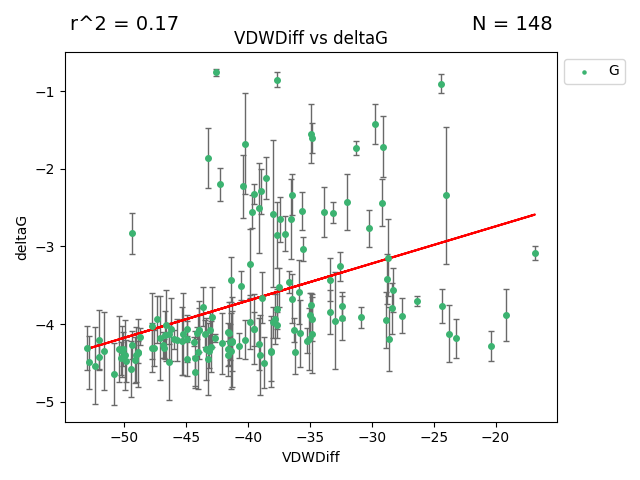 r^2 = 0.17 N = 148
VDWDiff vs deltaG
G
deltaG
−1
−2
−3
−4
−5
−50 −45 −40 −35 −30 −25 −20
VDWDiff